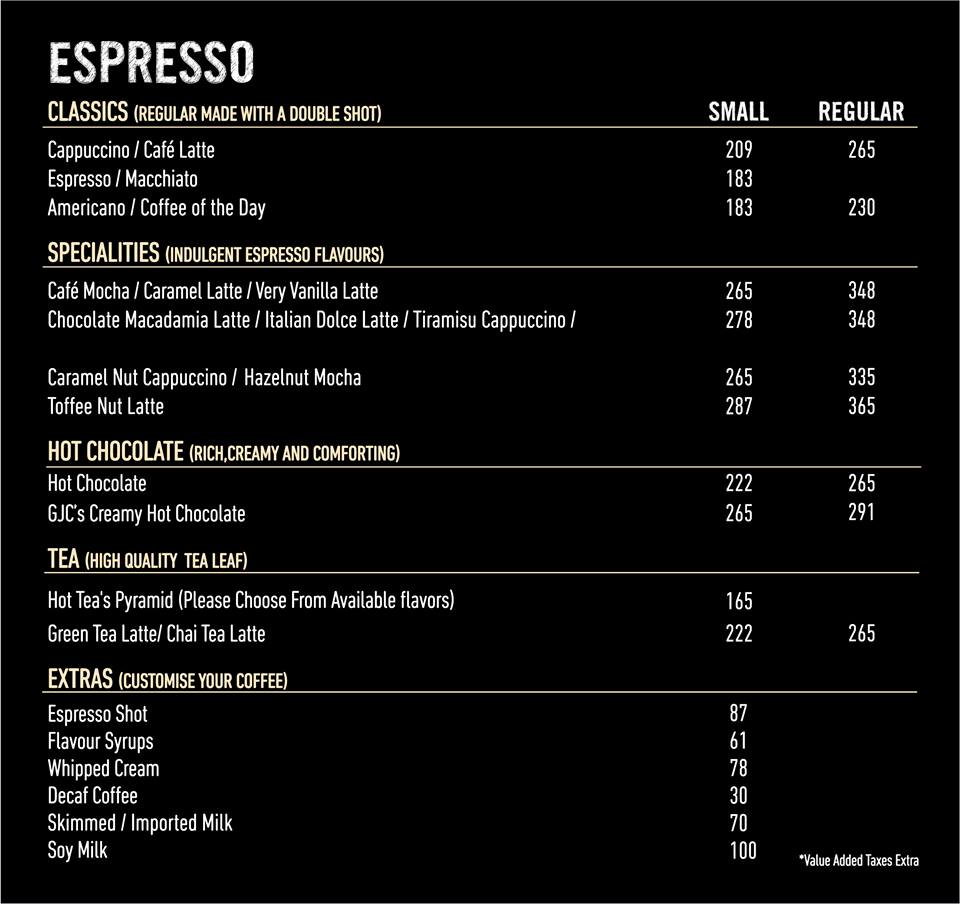 ESPRESSO
CLASSICS (REGULAR MADE WITH A DOUBLE SHOT) SMALL REGULAR
Cappuccino / Café Latte 209 265
Espresso / Macchiato 183
Americano / Coffee of the Day 183 230
SPECIALITIES (INDULGENT ESPRESSO FLAVOURS)
Café Mocha / Caramel Latte / Very Vanilla Latte 265 348
Chocolate Macadamia Latte / Italian Dolce Latte / Tiramisu Cappuccino / 278 348
Caramel Nut Cappuccino / Hazelnut Mocha 265 335
Toffee Nut Latte 287 365
HOT CHOCOLATE (RICH,CREAMY AND COMFORTING)
Hot Chocolate 222 265
GJC's Creamy Hot Chocolate 265 291
TEA (HIGH QUALITY TEA LEAF)
Hot Tea's Pyramid (Please Choose From Available flavors) 165
Green Tea Latte/ Chai Tea Latte 222 265
EXTRAS (CUSTOMISE YOUR COFFEE)
Espresso Shot 87
Flavour Syrups 61
Whipped Cream 78
Decaf Coffee 30
Skimmed / Imported Milk 70
Soy Milk 100
*Value Added Taxes Extra